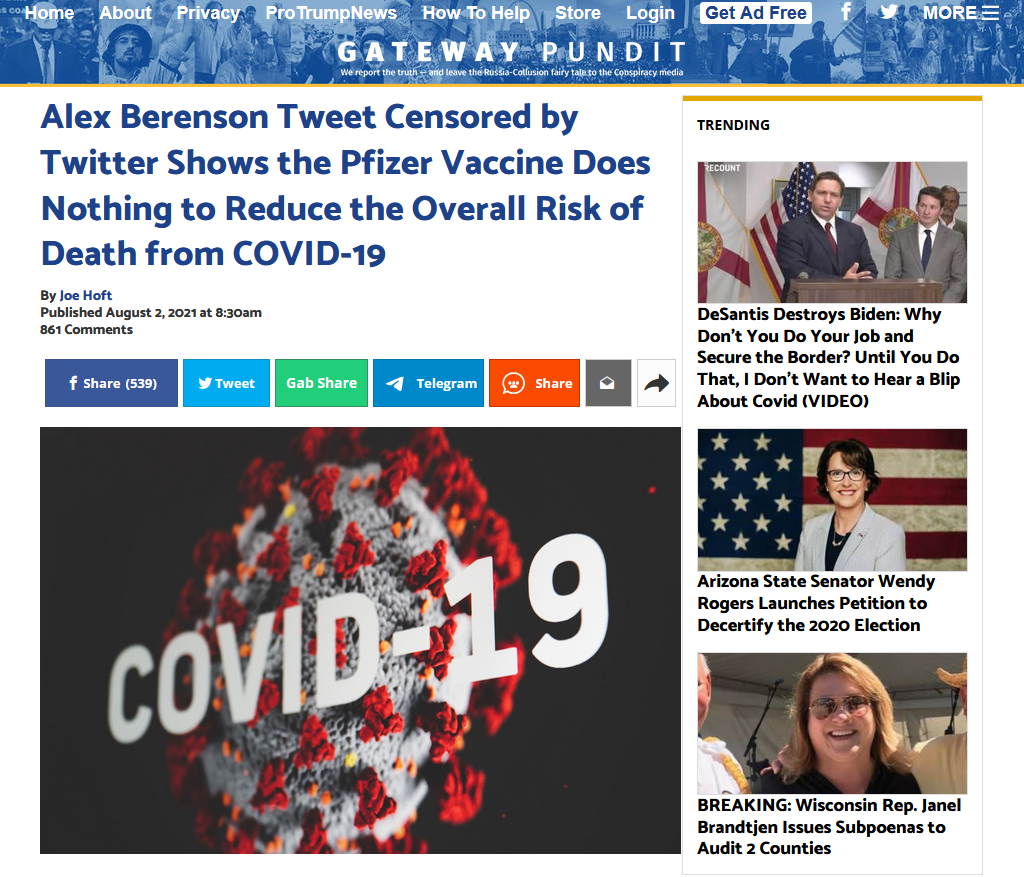 Home About Privacy ProTrumpNews How To Help Store Login Get Ad Free MORE
GATEWAY PUNDIT
We report the truth — and leave the Russia-Collusion fairy tale to the Conspiracy media
Alex Berenson Tweet Censored by
Twitter Shows the Pfizer Vaccine Does
Nothing to Reduce the Overall Risk of
Death from COVID-19
By Joe Hoft
Published August 2, 2021 at 8:30am
861 Comments
Share (539) Tweet Gab Share Telegram Share
COVID-19
TRENDING
RECOUNT
DeSantis Destroys Biden: Why
Don't You Do Your Job and
Secure the Border? Until You Do
That, I Don't Want to Hear a Blip
About Covid (VIDEO)
Arizona State Senator Wendy
Rogers Launches Petition to
Decertify the 2020 Election
BREAKING: Wisconsin Rep. Janel
Brandtjen Issues Subpoenas to
Audit 2 Counties